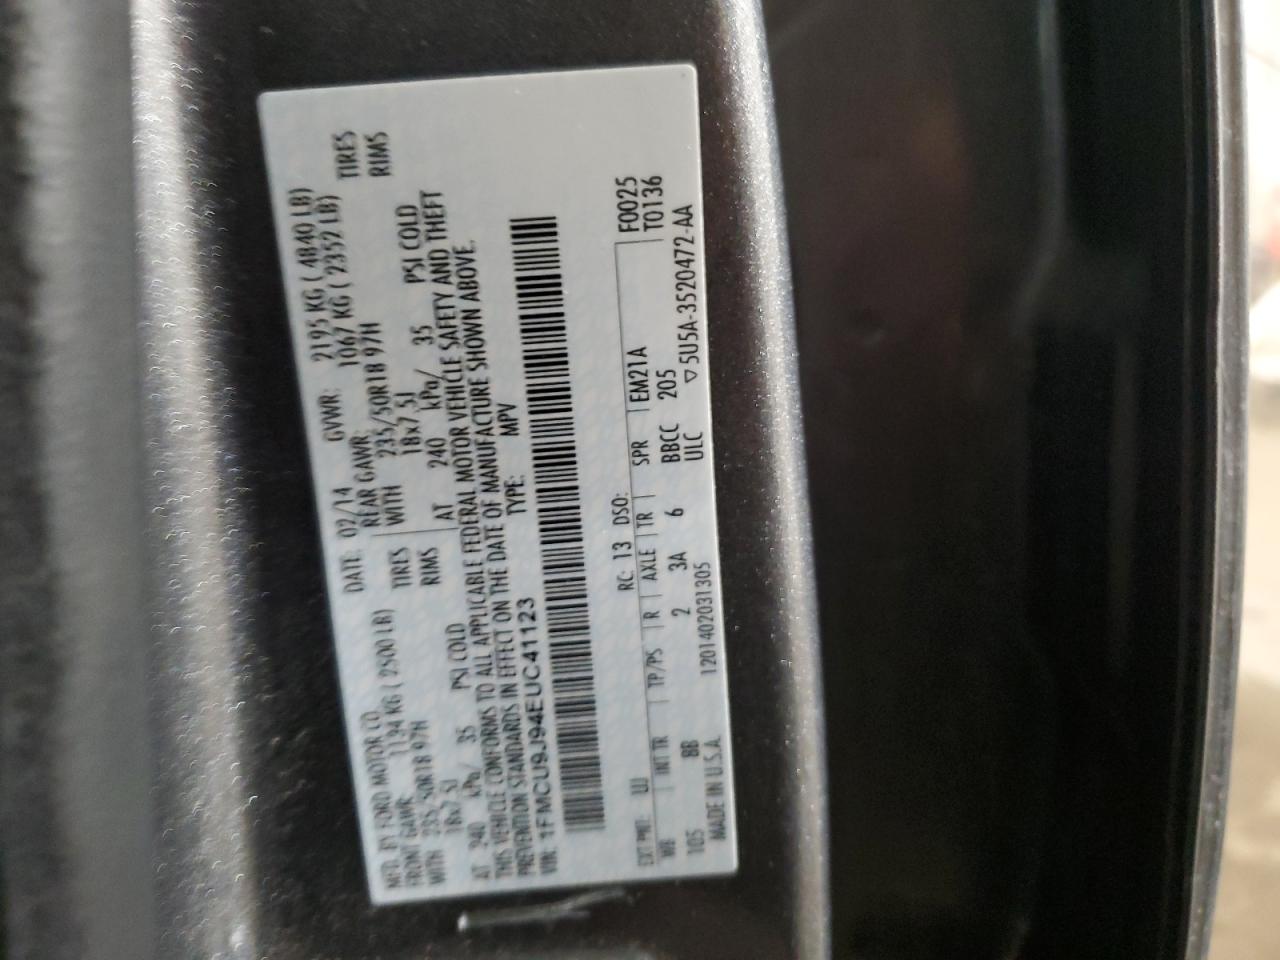 MFD. BY FORD MOTOR CO. DATE: 02/14 GVWR: 2195 KG ( 4840 LB)
FRONT GAWR: 1134 KG ( 2500 LB) REAR GAWR: 1067 KG ( 2352 LB)
WITH 235/50R18 97H TIRES WITH 235/50R18 97H TIRES
18x7.5J RIMS 18x7.5J RIMS
AT 240 kPa/ 35 PSI COLD AT 240 kPa/ 35 PSI COLD
THIS VEHICLE CONFORMS TO ALL APPLICABLE FEDERAL MOTOR VEHICLE SAFETY AND THEFT
PREVENTION STANDARDS IN EFFECT ON THE DATE OF MANUFACTURE SHOWN ABOVE.
VIN: 1FMCU9J94EUC41123 TYPE: MPV
F0025
EXT PNT: UJ RC: 13 DSO: T0136
WB INT TR TP/PS R AXLE TR SPR EM21A
105 BB 2 3A 6 BBCC 205
MADE IN U.S.A. 1201402031305 ULC ▽5U5A-3520472-AA